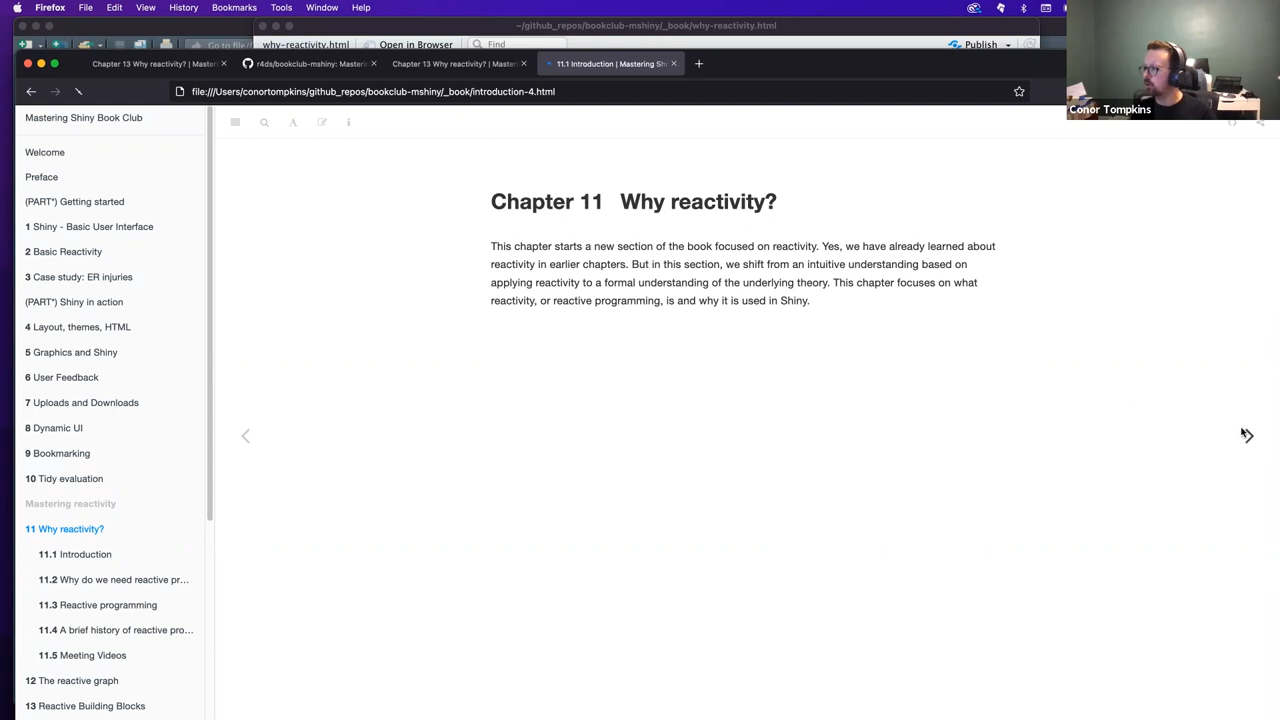 Firefox File Edit View History Bookmarks Tools Window Help
~/github_repos/bookclub-mshiny/_book/why-reactivity.html
Go to file/
why-reactivity.html Open in Browser Find Publish
Chapter 13 Why reactivity? | Masteri
r4ds/bookclub-mshiny: Masterin
Chapter 13 Why reactivity? | Master
11.1 Introduction | Mastering Shi
file:///Users/conortompkins/github_repos/bookclub-mshiny/_book/introduction-4.html
Conor Tompkins
Mastering Shiny Book Club
Welcome
Preface
(PART*) Getting started
1 Shiny - Basic User Interface
2 Basic Reactivity
3 Case study: ER injuries
(PART*) Shiny in action
4 Layout, themes, HTML
5 Graphics and Shiny
6 User Feedback
7 Uploads and Downloads
8 Dynamic UI
9 Bookmarking
10 Tidy evaluation
Mastering reactivity
11 Why reactivity?
11.1 Introduction
11.2 Why do we need reactive pr…
11.3 Reactive programming
11.4 A brief history of reactive pro…
11.5 Meeting Videos
12 The reactive graph
13 Reactive Building Blocks
Chapter 11 Why reactivity?
This chapter starts a new section of the book focused on reactivity. Yes, we have already learned about
reactivity in earlier chapters. But in this section, we shift from an intuitive understanding based on
applying reactivity to a formal understanding of the underlying theory. This chapter focuses on what
reactivity, or reactive programming, is and why it is used in Shiny.